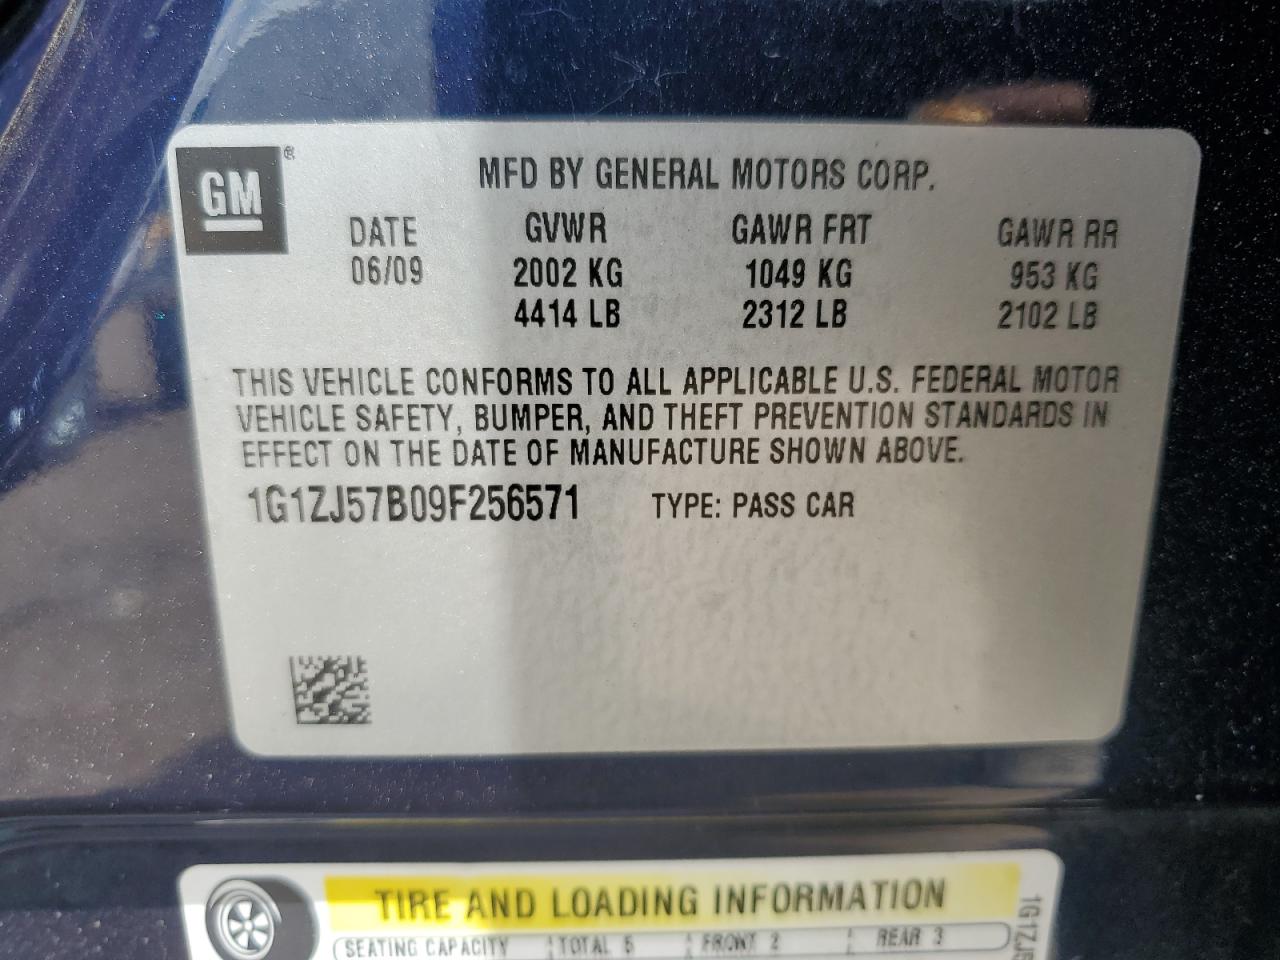 GM®
MFD BY GENERAL MOTORS CORP.
DATE GVWR GAWR FRT GAWR RR
06/09 2002 KG 1049 KG 953 KG
4414 LB 2312 LB 2102 LB
THIS VEHICLE CONFORMS TO ALL APPLICABLE U.S. FEDERAL MOTOR
VEHICLE SAFETY, BUMPER, AND THEFT PREVENTION STANDARDS IN
EFFECT ON THE DATE OF MANUFACTURE SHOWN ABOVE.
1G1ZJ57B09F256571 TYPE: PASS CAR
TIRE AND LOADING INFORMATION
SEATING CAPACITY TOTAL 5 FRONT 2 REAR 3
1G1ZJ5